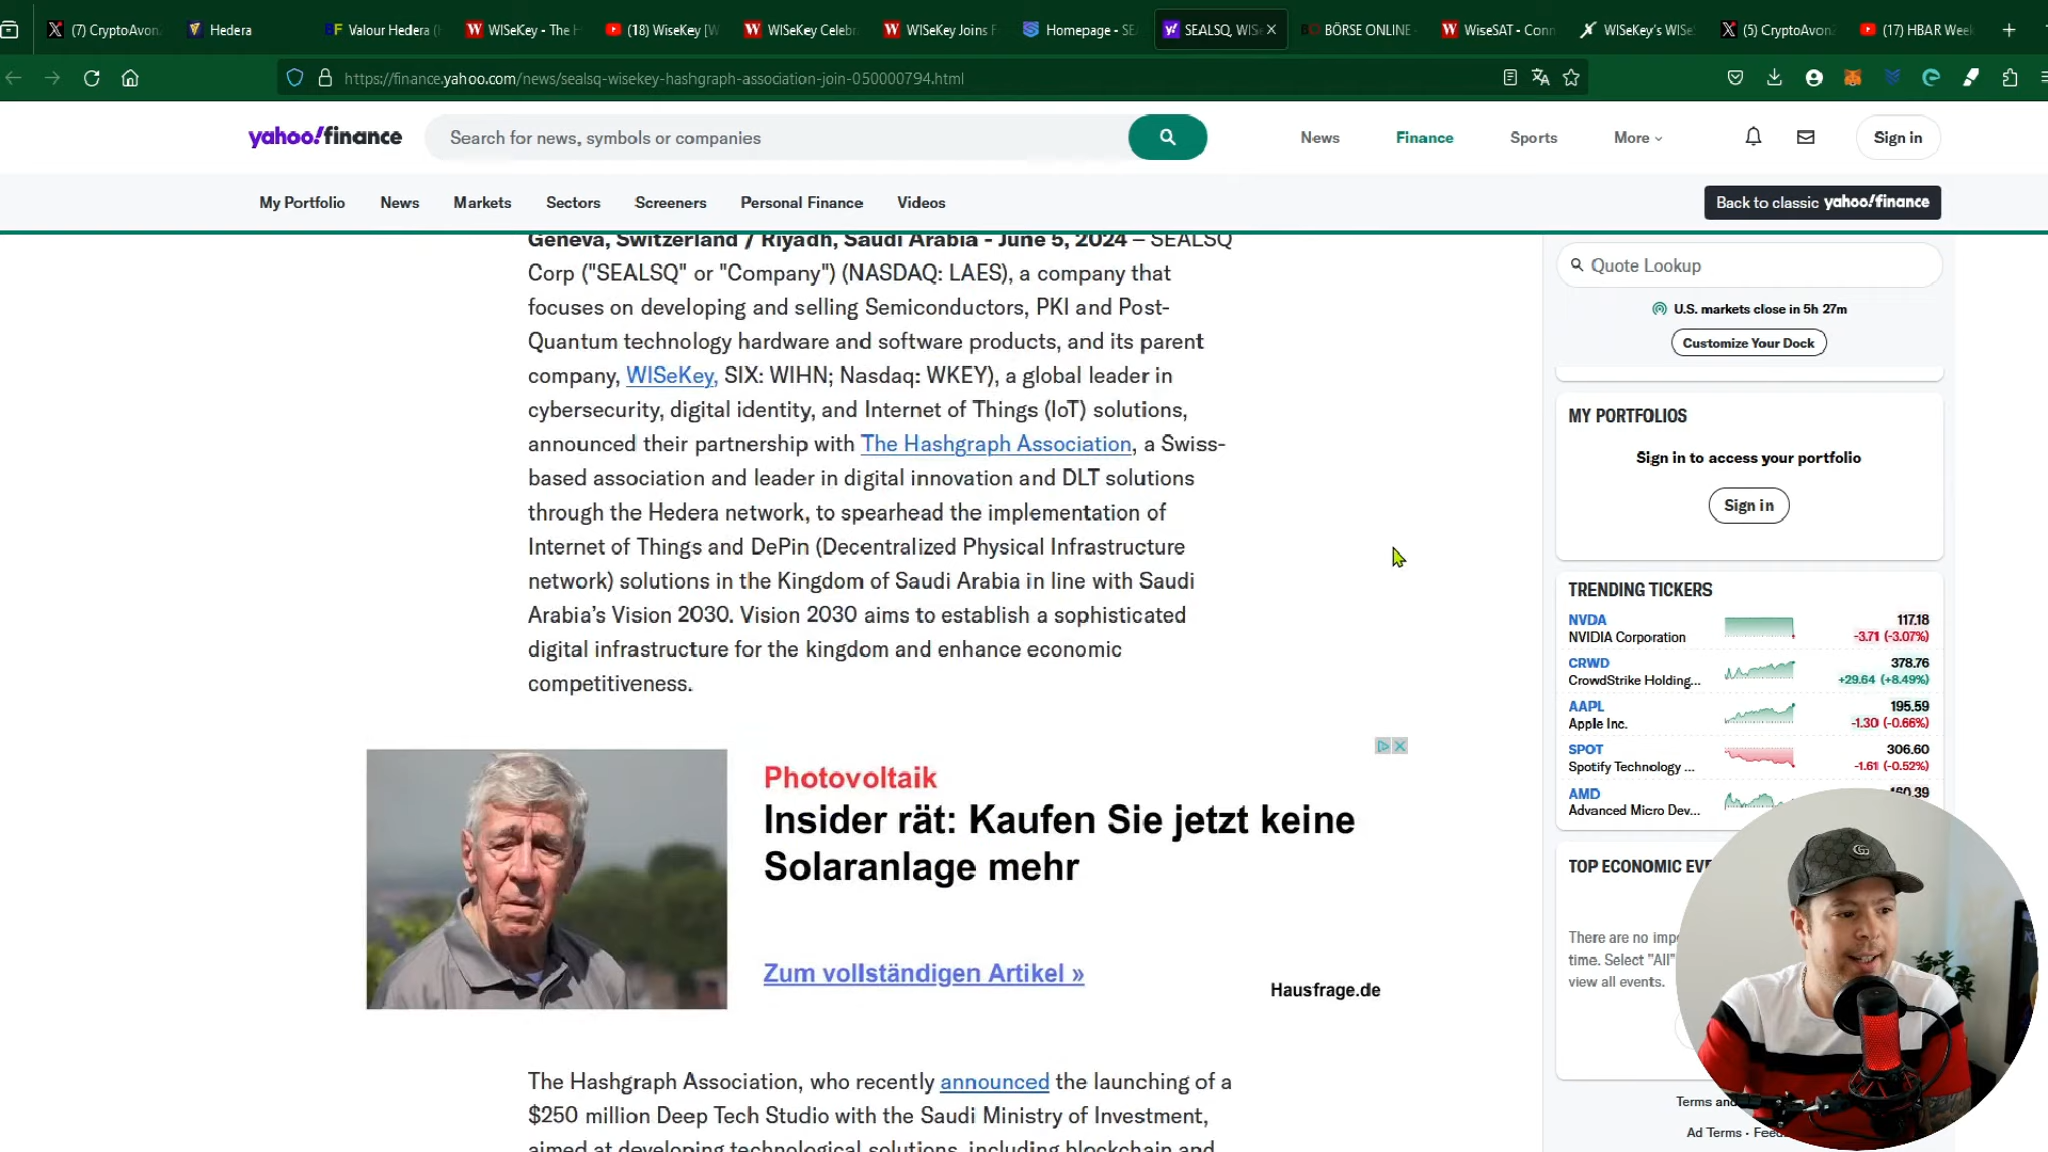 (7) CryptoAvon
Hedera
Valour Hedera (
WISeKey - The H
(18) WiseKey [W
WISeKey Celebr
WISeKey Joins F
Homepage - SE
SEALSQ, WIS
BÖRSE ONLINE
WISeSAT - Conn
WISeKey's WISe
(5) CryptoAvon
(17) HBAR Week
https://finance.yahoo.com/news/sealsq-wisekey-hashgraph-association-join-050000794.html
yahoo!finance
Search for news, symbols or companies
News
Finance
Sports
More
Sign in
My Portfolio
News
Markets
Sectors
Screeners
Personal Finance
Videos
Back to classic yahoo!finance
Geneva, Switzerland / Riyadh, Saudi Arabia - June 5, 2024 – SEALSQ
Corp ("SEALSQ" or "Company") (NASDAQ: LAES), a company that
focuses on developing and selling Semiconductors, PKI and Post-
Quantum technology hardware and software products, and its parent
company, WISeKey, SIX: WIHN; Nasdaq: WKEY), a global leader in
cybersecurity, digital identity, and Internet of Things (IoT) solutions,
announced their partnership with The Hashgraph Association, a Swiss-
based association and leader in digital innovation and DLT solutions
through the Hedera network, to spearhead the implementation of
Internet of Things and DePin (Decentralized Physical Infrastructure
network) solutions in the Kingdom of Saudi Arabia in line with Saudi
Arabia's Vision 2030. Vision 2030 aims to establish a sophisticated
digital infrastructure for the kingdom and enhance economic
competitiveness.
Photovoltaik
Insider rät: Kaufen Sie jetzt keine
Solaranlage mehr
Zum vollständigen Artikel »
Hausfrage.de
The Hashgraph Association, who recently announced the launching of a
$250 million Deep Tech Studio with the Saudi Ministry of Investment,
aimed at developing technological solutions, including blockchain and
Quote Lookup
U.S. markets close in 5h 27m
Customize Your Dock
MY PORTFOLIOS
Sign in to access your portfolio
Sign in
TRENDING TICKERS
NVDA 117.18
NVIDIA Corporation -3.71 (-3.07%)
CRWD 378.76
CrowdStrike Holding... +29.64 (+8.49%)
AAPL 195.59
Apple Inc. -1.30 (-0.66%)
SPOT 306.60
Spotify Technology ... -1.61 (-0.52%)
AMD 160.39
Advanced Micro Dev...
TOP ECONOMIC EVE
There are no imp
time. Select "All"
view all events.
Terms and
Ad Terms · Feed